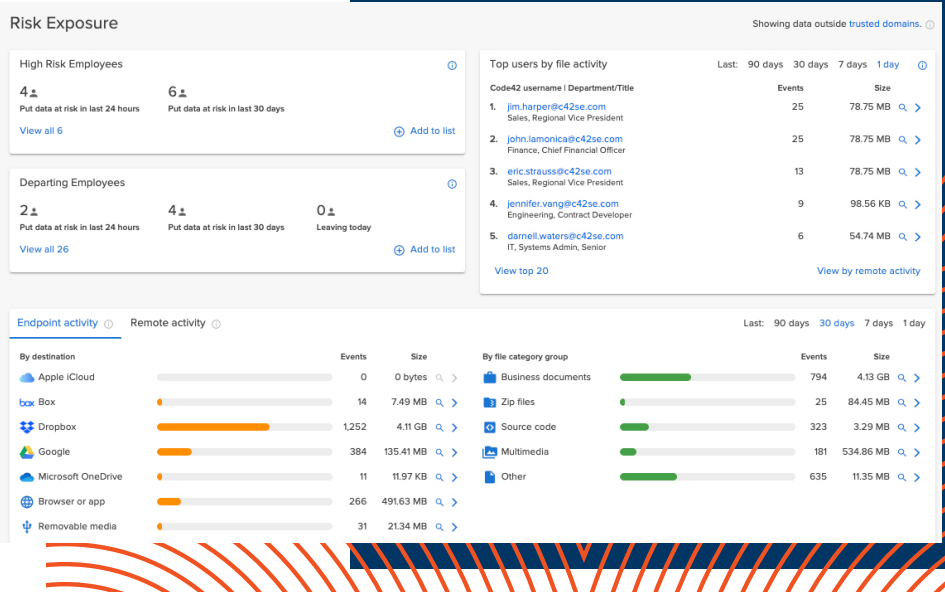 Risk Exposure
Showing data outside trusted domains.
High Risk Employees
4
6
Put data at risk in last 24 hours
Put data at risk in last 30 days
View all 6
Add to list
Departing Employees
2
4
0
Put data at risk in last 24 hours
Put data at risk in last 30 days
Leaving today
View all 26
Add to list
Top users by file activity
Last: 90 days 30 days 7 days 1 day
Code42 username | Department/Title Events Size
1. jim.harper@c42se.com 25 78.75 MB
Sales, Regional Vice President
2. john.lamonica@c42se.com 25 78.75 MB
Finance, Chief Financial Officer
3. eric.strauss@c42se.com 13 78.75 MB
Sales, Regional Vice President
4. jennifer.vang@c42se.com 9 98.56 KB
Engineering, Contract Developer
5. darnell.waters@c42se.com 6 54.74 MB
IT, Systems Admin, Senior
View top 20
View by remote activity
Endpoint activity Remote activity
Last: 90 days 30 days 7 days 1 day
By destination Events Size
Apple iCloud 0 0 bytes
box Box 14 7.49 MB
Dropbox 1,252 4.11 GB
Google 384 135.41 MB
Microsoft OneDrive 11 11.97 KB
Browser or app 266 491.63 MB
Removable media 31 21.34 MB
By file category group Events Size
Business documents 794 4.13 GB
Zip files 25 84.45 MB
Source code 323 3.29 MB
Multimedia 181 534.86 MB
Other 635 11.35 MB